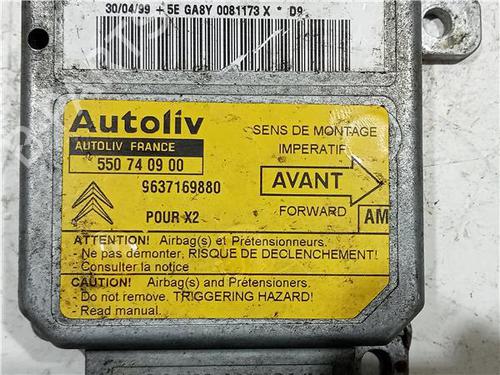 30/04/99 + 5E GA8Y 0081173 X * D9
Autoliv
AUTOLIV FRANCE
550 74 09 00
9637169880
POUR X2
SENS DE MONTAGE
IMPERATIF
AVANT
FORWARD
AM
ATTENTION! Airbag(s) et Prétensionneurs.
- Ne pas démonter, RISQUE DE DECLENCHEMENT!
- Consulter la notice
CAUTION! Airbag(s) and Prétensioners.
- Do not remove. TRIGGERING HAZARD!
- Read manual.